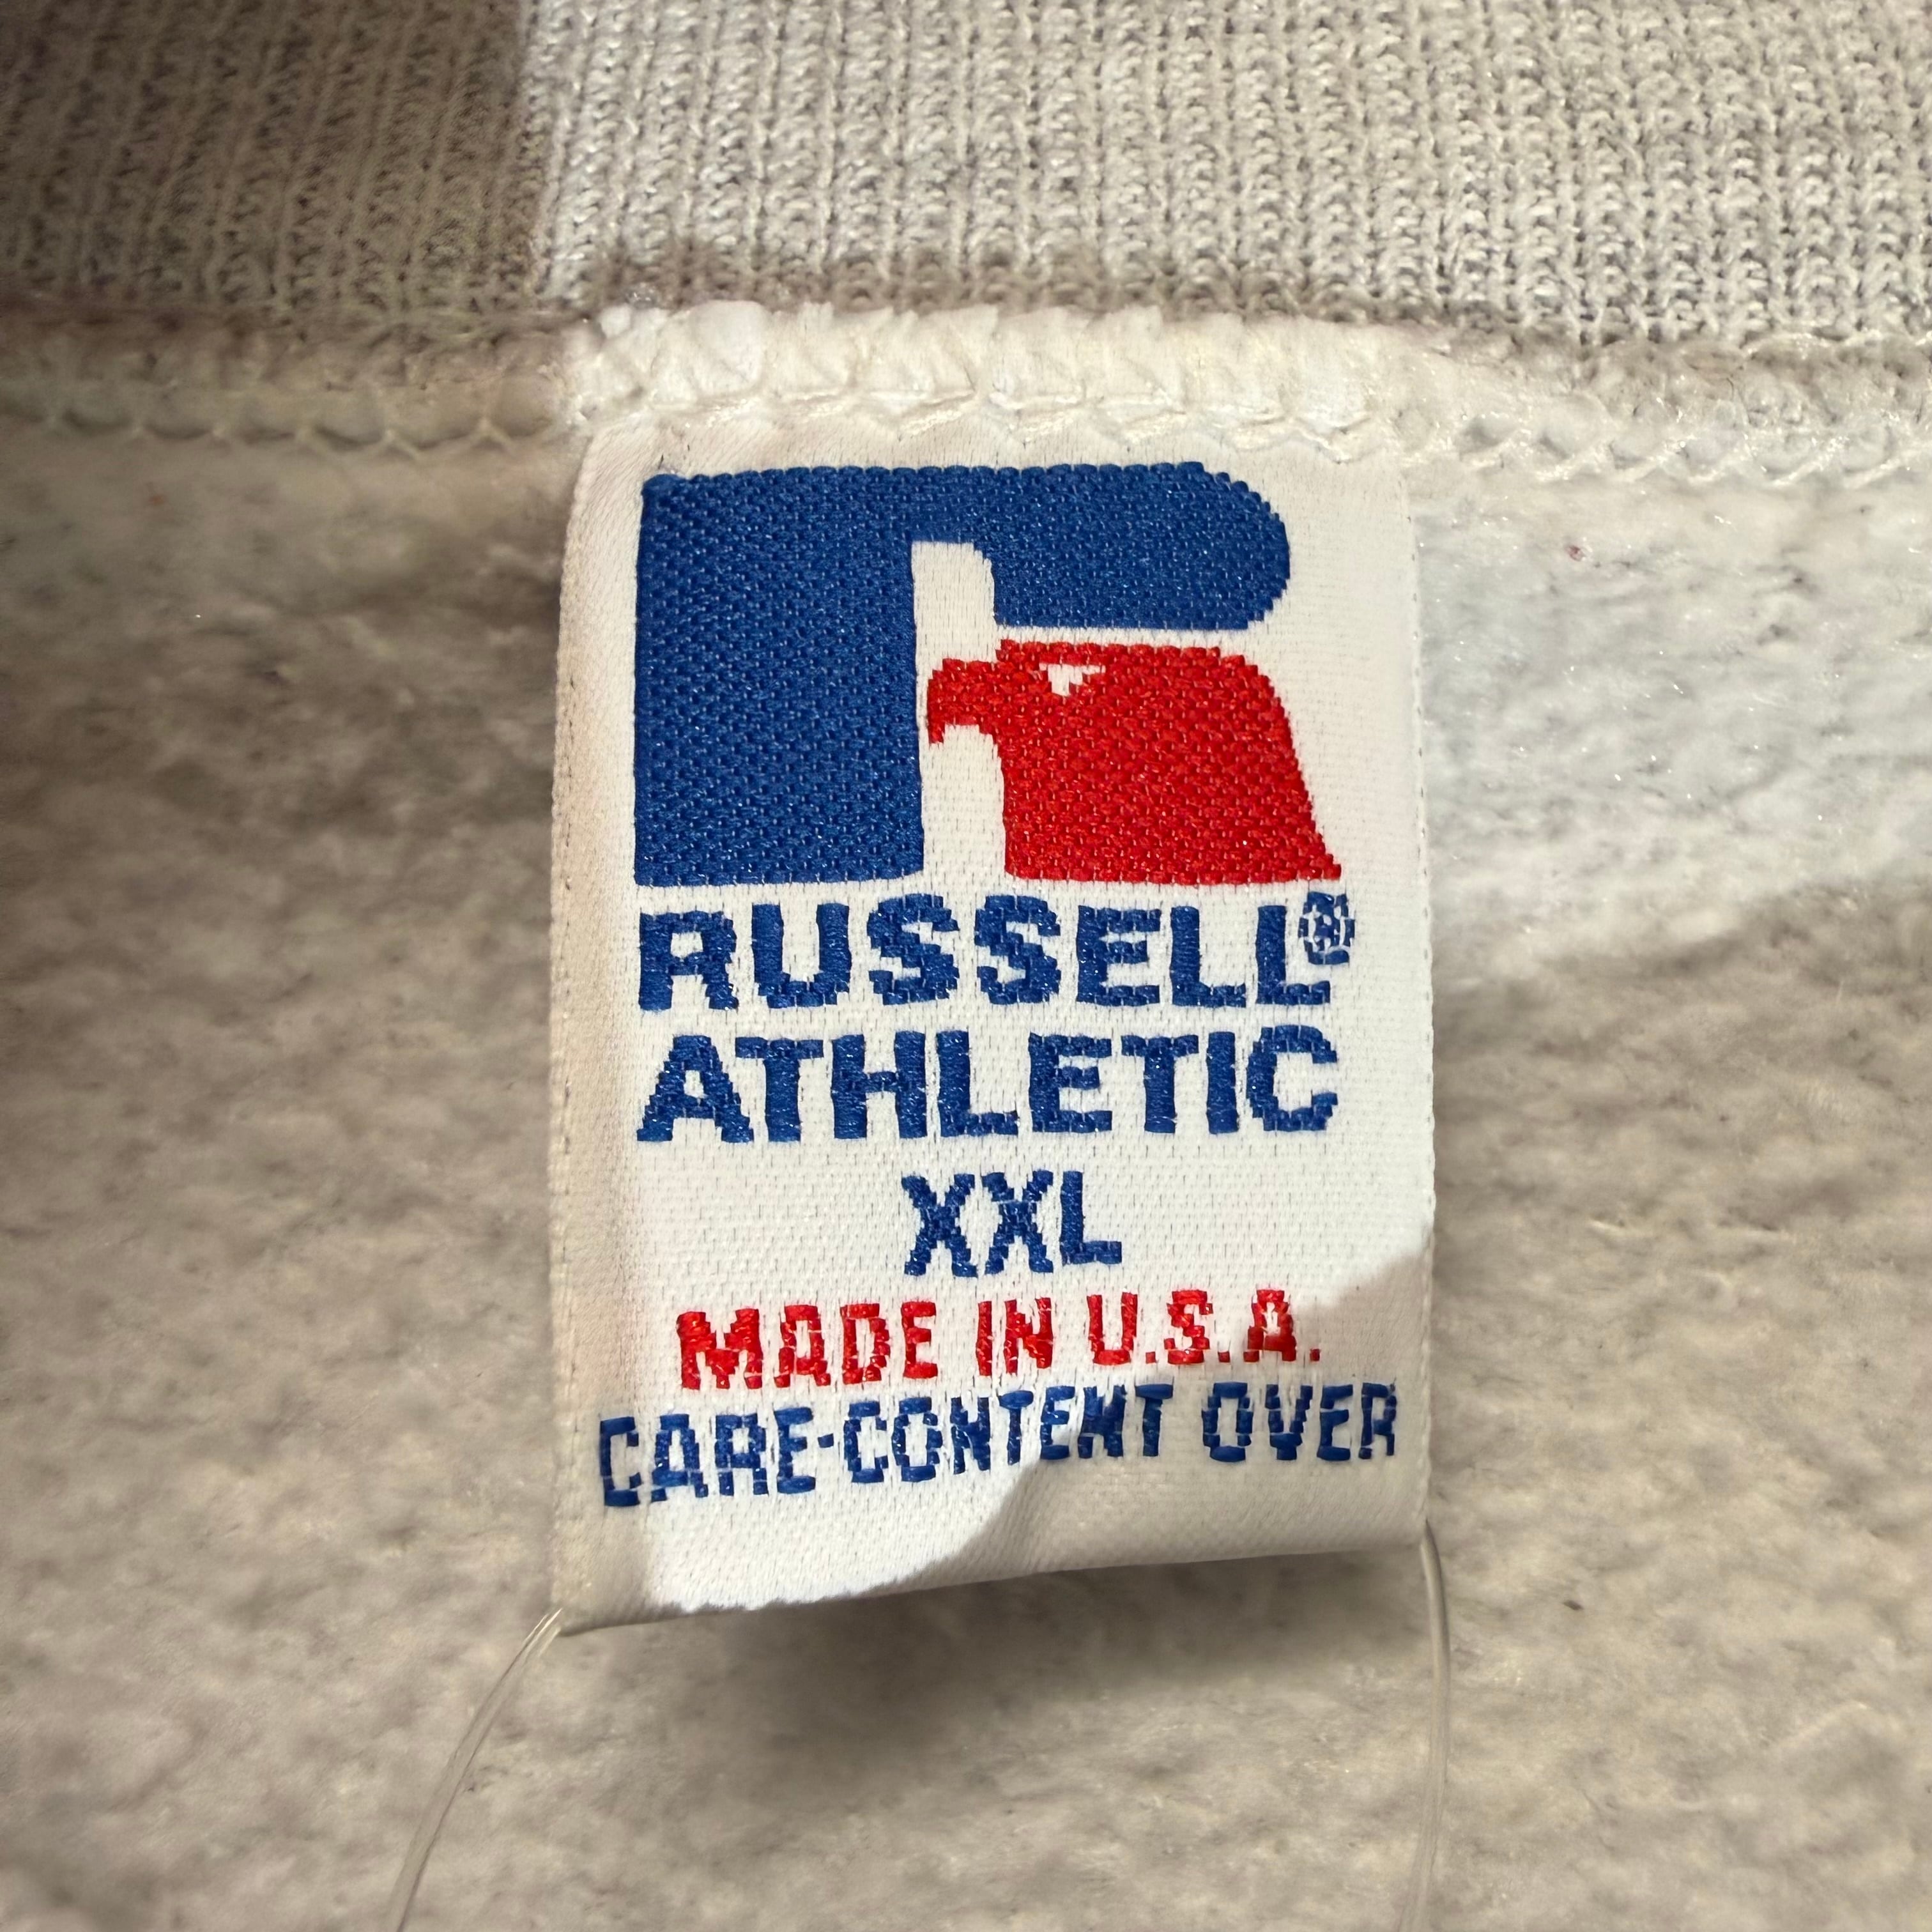 RUSSELL®
ATHLETIC
XXL
MADE IN U.S.A.
CARE-CONTENT OVER